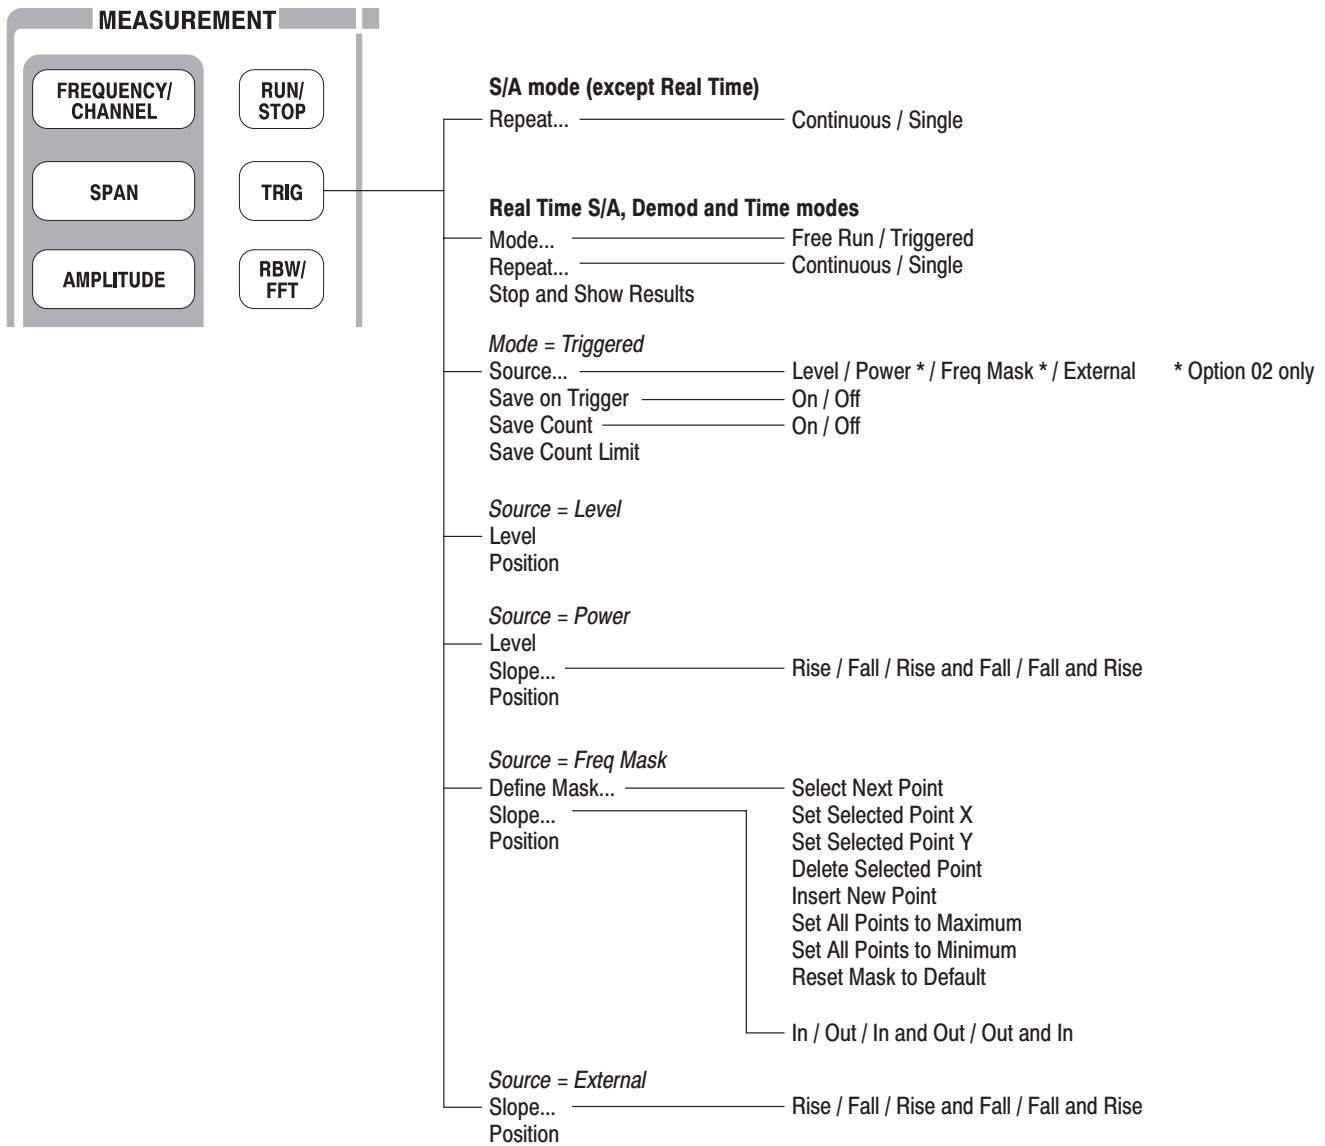 MEASUREMENT
FREQUENCY/
CHANNEL
RUN/
STOP
SPAN
TRIG
AMPLITUDE
RBW/
FFT
S/A mode (except Real Time)
Repeat... Continuous / Single
Real Time S/A, Demod and Time modes
Mode... Free Run / Triggered
Repeat... Continuous / Single
Stop and Show Results
Mode = Triggered
Source... Level / Power * / Freq Mask * / External * Option 02 only
Save on Trigger On / Off
Save Count On / Off
Save Count Limit
Source = Level
Level
Position
Source = Power
Level
Slope... Rise / Fall / Rise and Fall / Fall and Rise
Position
Source = Freq Mask
Define Mask... Select Next Point
Slope... Set Selected Point X
Position Set Selected Point Y
Delete Selected Point
Insert New Point
Set All Points to Maximum
Set All Points to Minimum
Reset Mask to Default
In / Out / In and Out / Out and In
Source = External
Slope... Rise / Fall / Rise and Fall / Fall and Rise
Position